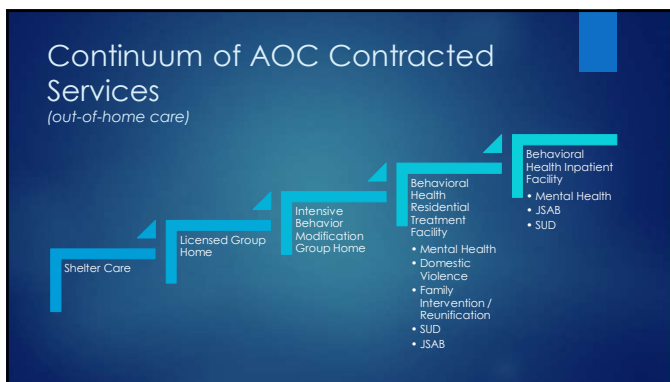 Continuum of AOC Contracted
Services
(out-of-home care)
Shelter Care
Licensed Group
Home
Intensive
Behavior
Modification
Group Home
Behavioral
Health
Residential
Treatment
Facility
• Mental Health
• Domestic
Violence
• Family
Intervention /
Reunification
• SUD
• JSAB
Behavioral
Health Inpatient
Facility
• Mental Health
• JSAB
• SUD